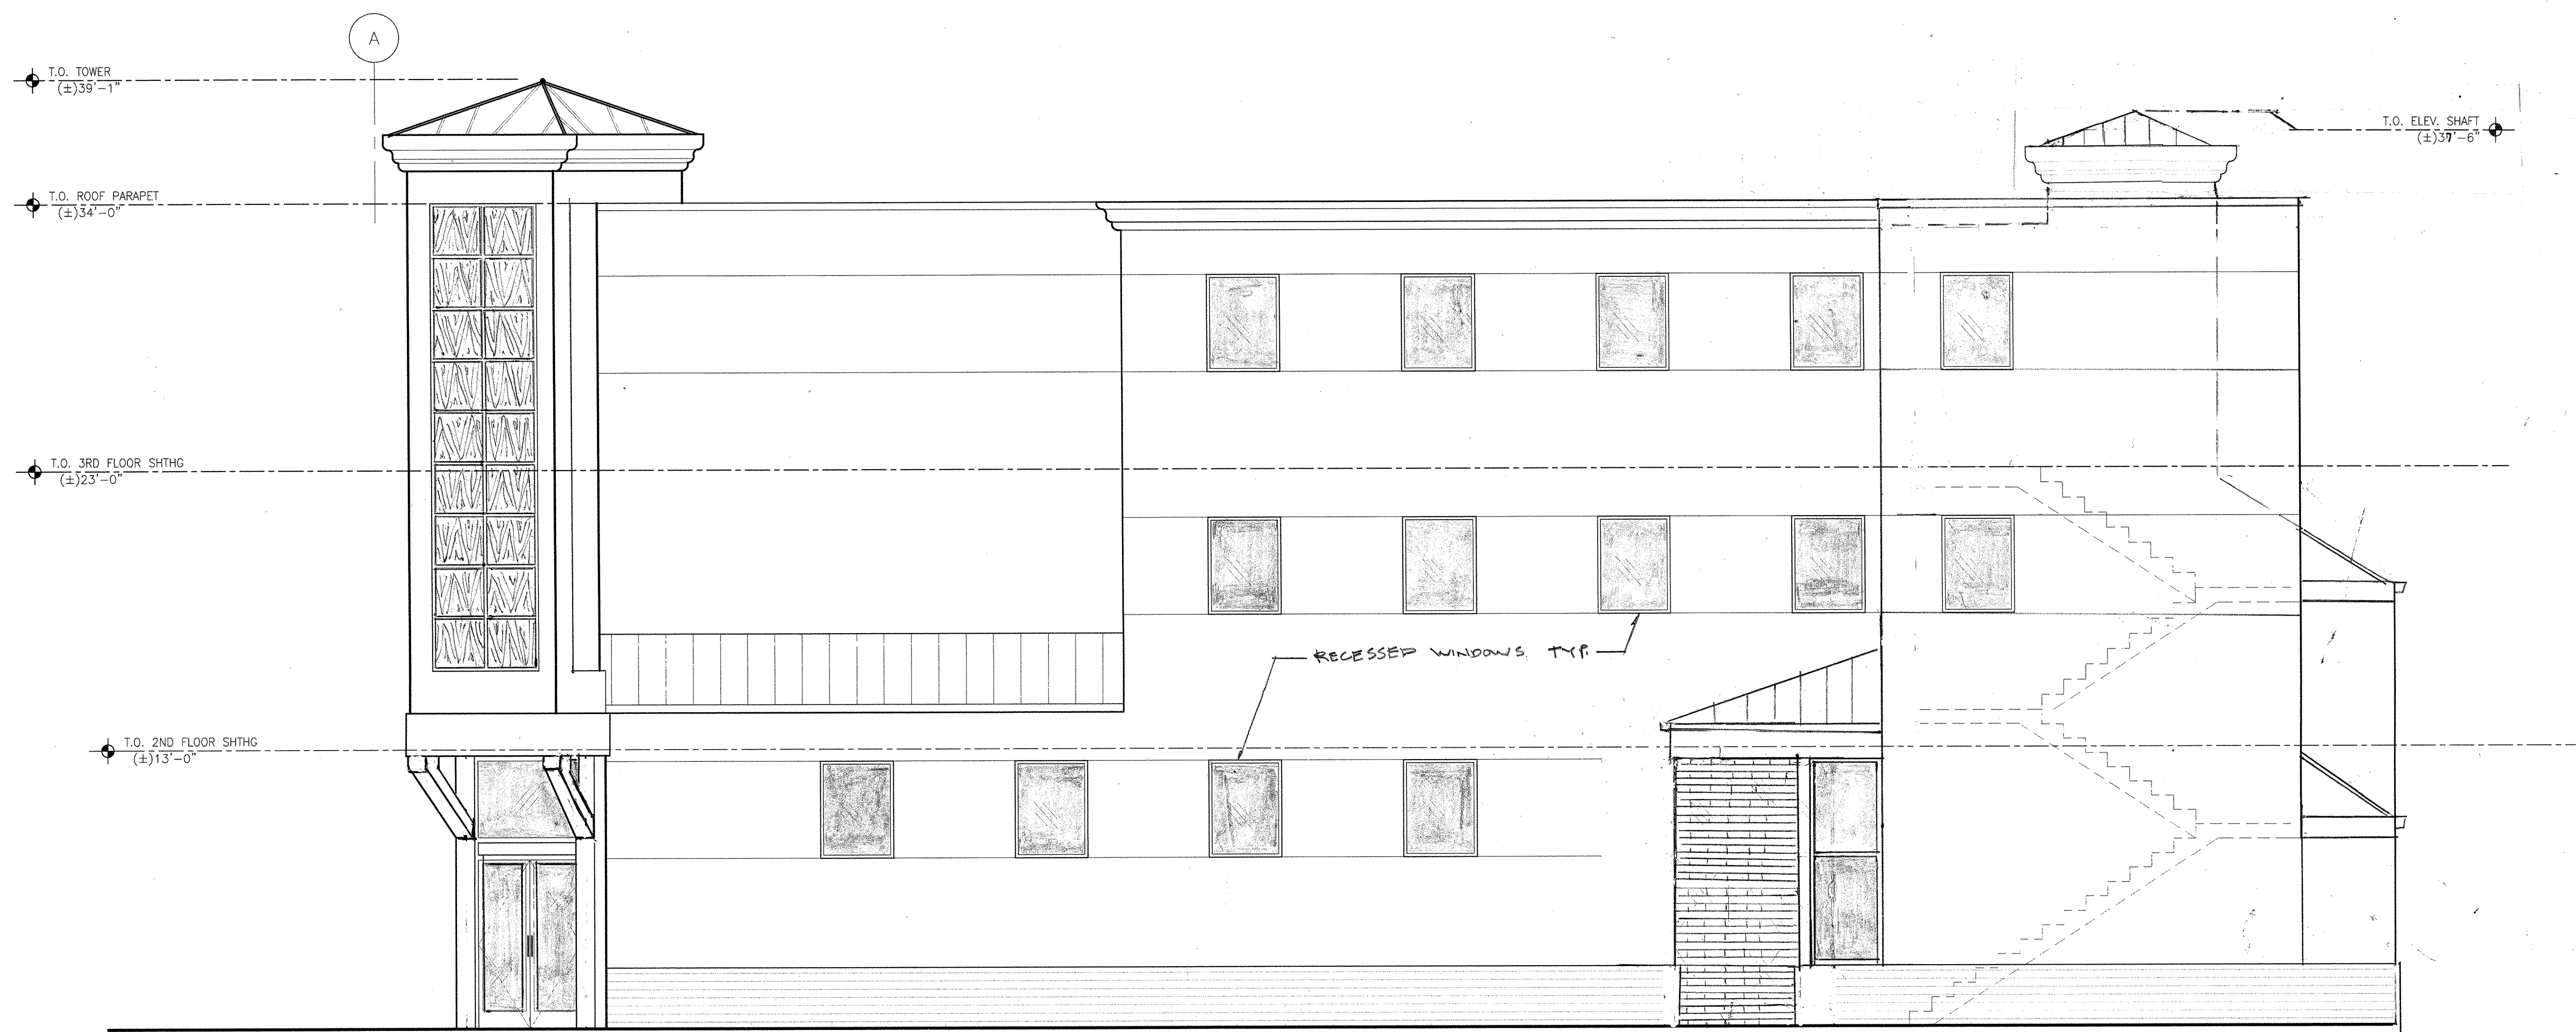 A
T.O. TOWER
(±)39'-1"
T.O. ELEV. SHAFT
(±)37'-6"
T.O. ROOF PARAPET
(±)34'-0"
T.O. 3RD FLOOR SHTHG
(±)23'-0"
RECESSED WINDOWS TYP.
T.O. 2ND FLOOR SHTHG
(±)13'-0"